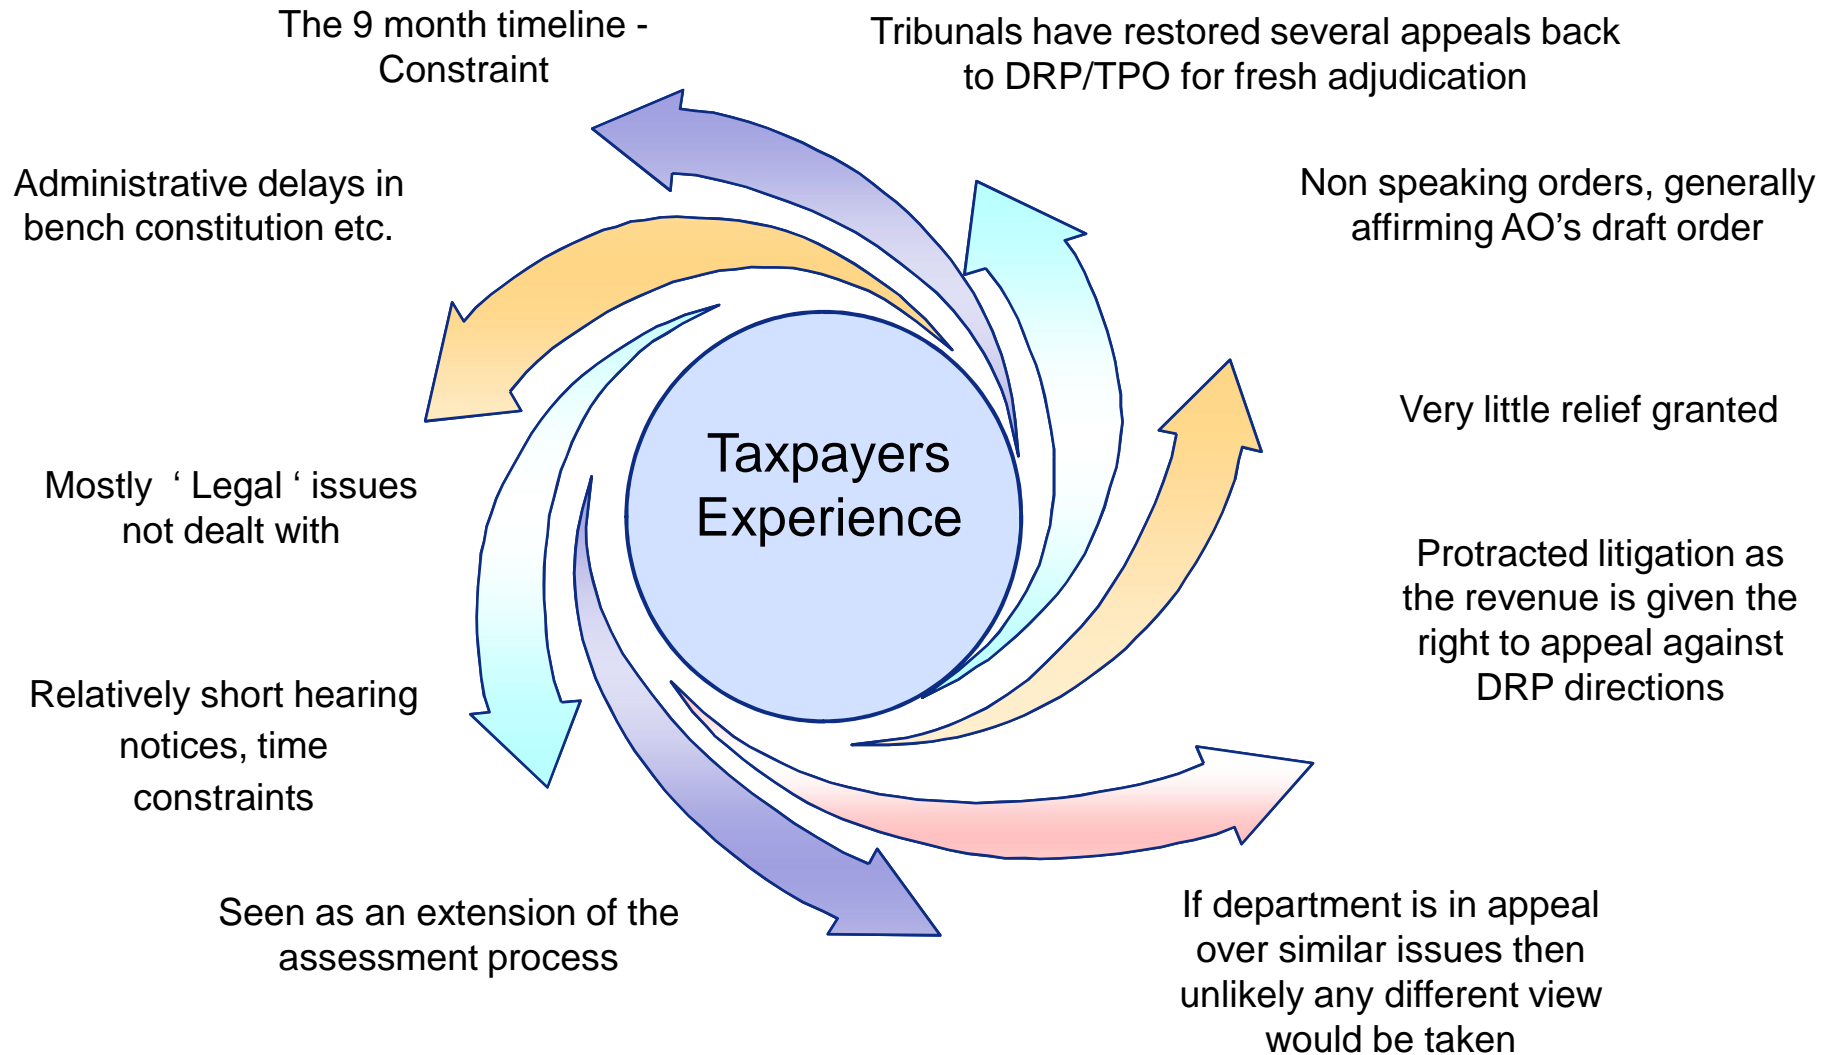 The 9 month timeline -
Constraint
Tribunals have restored several appeals back
to DRP/TPO for fresh adjudication
Administrative delays in
bench constitution etc.
Non speaking orders, generally
affirming AO’s draft order
Very little relief granted
Taxpayers
Experience
Mostly ‘ Legal ‘ issues
not dealt with
Protracted litigation as
the revenue is given the
right to appeal against
DRP directions
Relatively short hearing
notices, time
constraints
Seen as an extension of the
assessment process
If department is in appeal
over similar issues then
unlikely any different view
would be taken